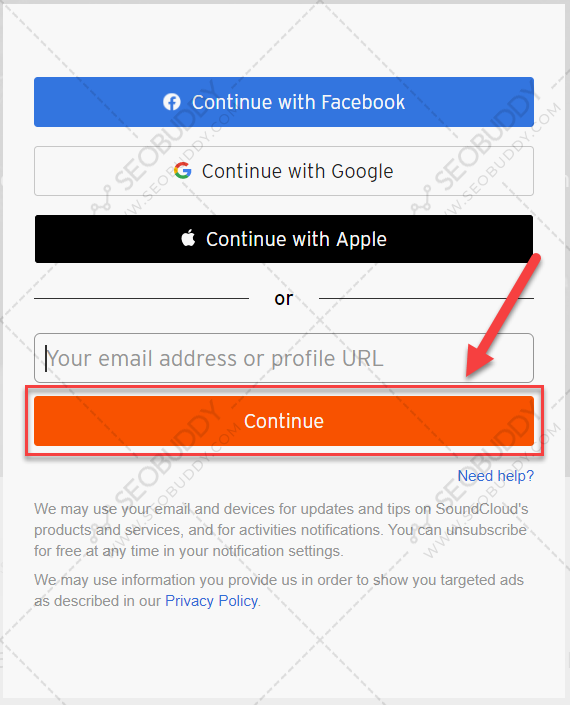 Continue with Facebook
Continue with Google
Continue with Apple
or
Your email address or profile URL
Continue
Need help?
We may use your email and devices for updates and tips on SoundCloud's
products and services, and for activities notifications. You can unsubscribe
for free at any time in your notification settings.
We may use information you provide us in order to show you targeted ads
as described in our Privacy Policy.
SEOBUDDY
WWW.SEOBUDDY.COM
SEOBUDDY
WWW.SEOBUDDY.COM
SEOBUDDY
WWW.SEOBUDDY.COM
SEOBUDDY
WWW.SEOBUDDY.COM